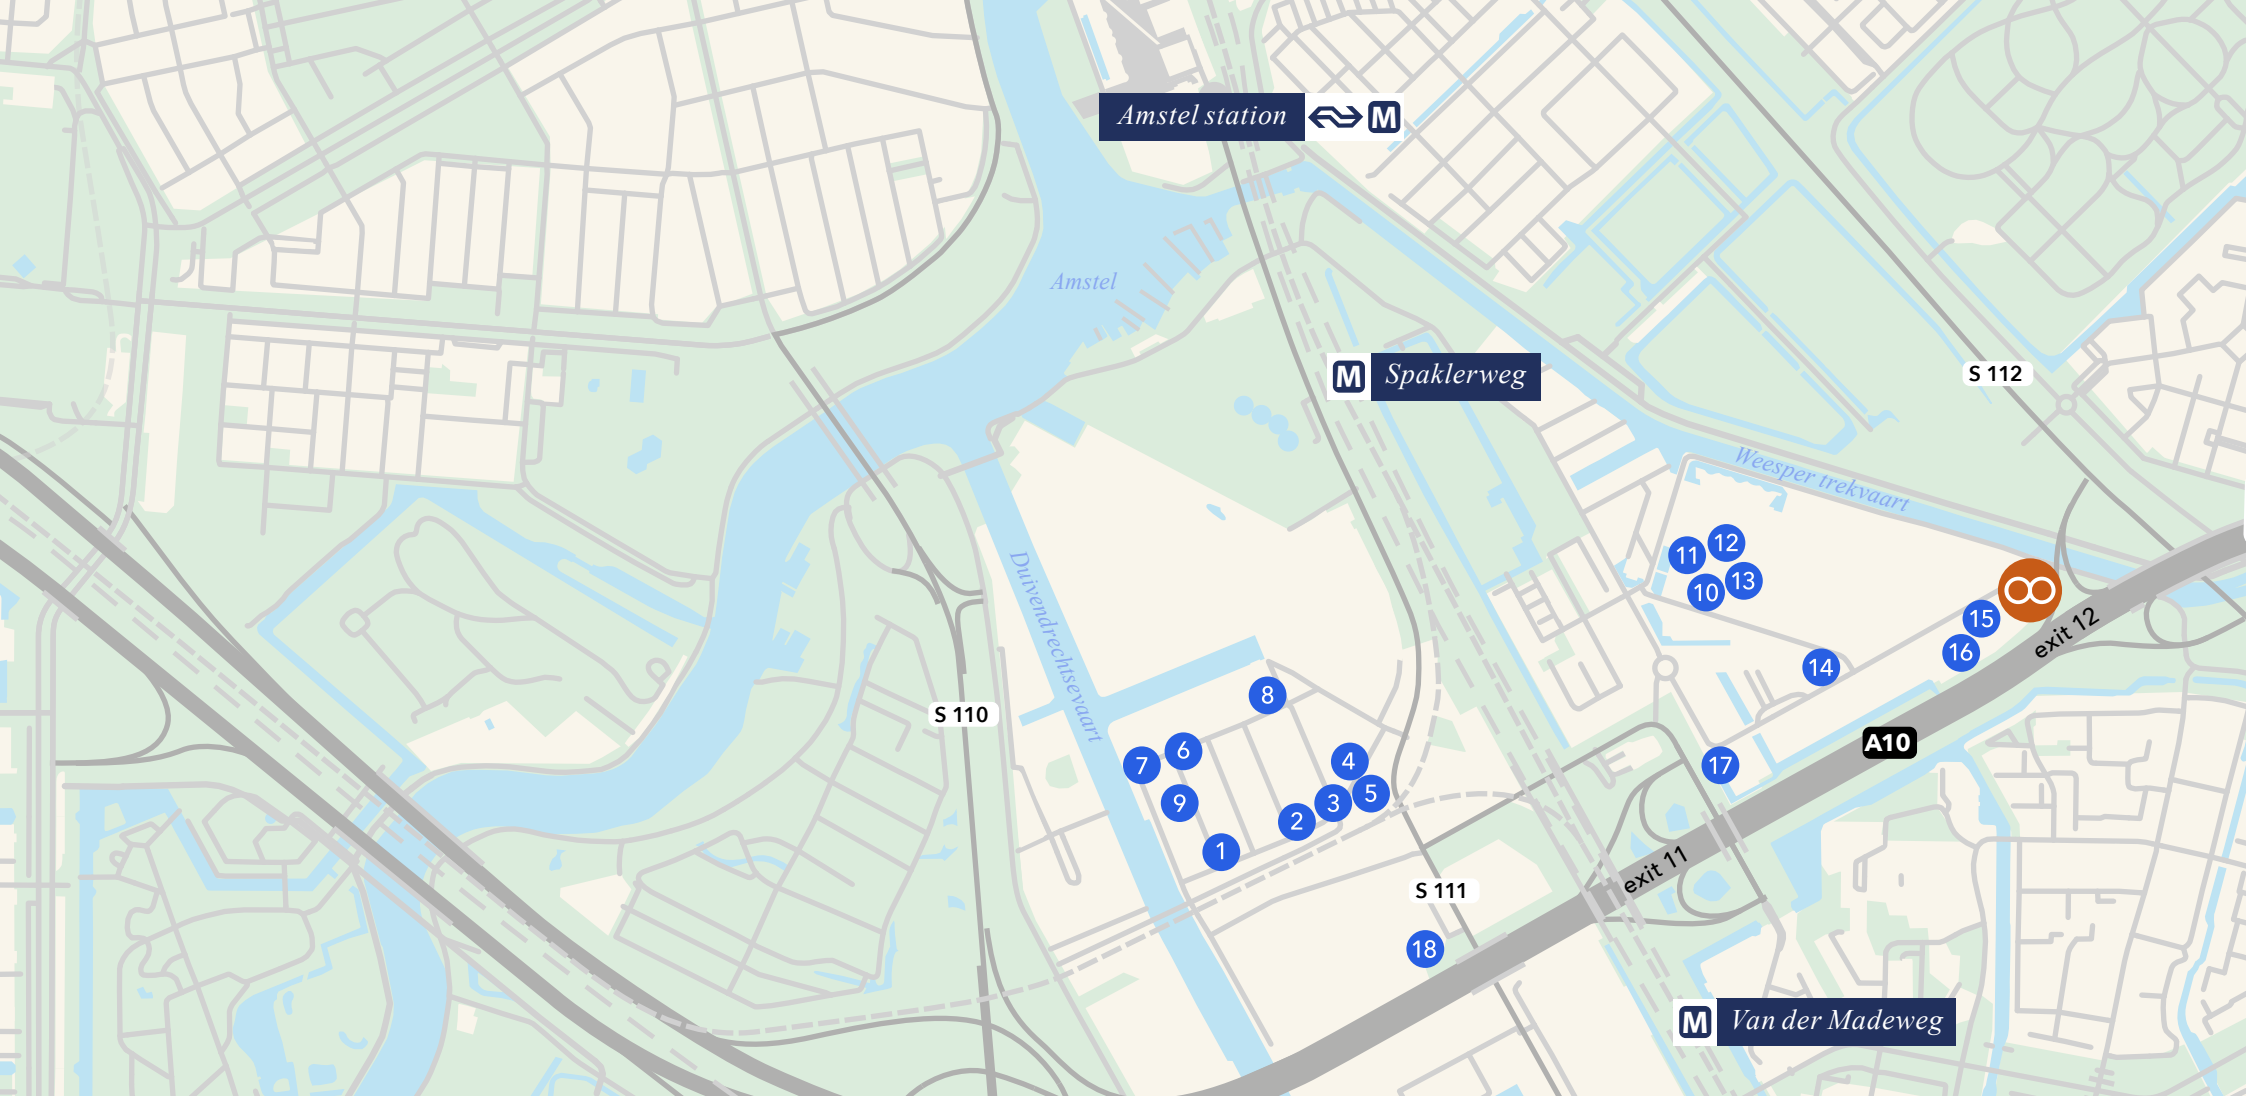 Amstel station M
Amstel
M Spaklerweg
S 112
Weesper trekvaart
12
11
13
10
15
exit 12
16
14
Duivendrechtsevaart
8
S 110
A10
6
7
4
17
5
9
3
2
1
exit 11
S 111
18
M Van der Madeweg